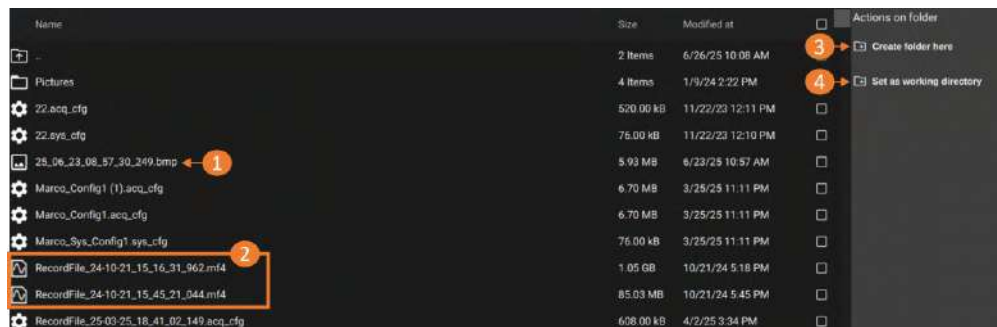 Name Size Modified at Actions on folder
.. 2 Items 6/26/25 10:08 AM 3 Create folder here
Pictures 4 Items 1/9/24 2:22 PM 4 Set as working directory
22.acq_cfg 520.00 kB 11/22/23 12:11 PM
22.sys_cfg 76.00 kB 11/22/23 12:10 PM
25_06_23_08_57_30_249.bmp 1 5.93 MB 6/23/25 10:57 AM
Marco_Config1 (1).acq_cfg 6.70 MB 3/25/25 11:11 PM
Marco_Config1.acq_cfg 6.70 MB 3/25/25 11:11 PM
Marco_Sys_Config1.sys_cfg 76.00 kB 3/25/25 11:11 PM
2
RecordFile_24-10-21_15_16_31_962.mf4 1.05 GB 10/21/24 5:18 PM
RecordFile_24-10-21_15_45_21_044.mf4 85.03 MB 10/21/24 5:45 PM
RecordFile_25-03-25_18_41_02_149.acq_cfg 608.00 kB 4/2/25 3:34 PM